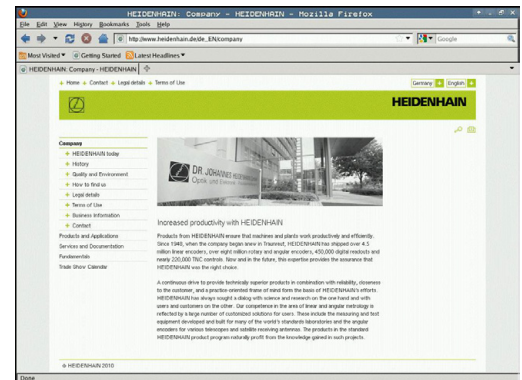 HEIDENHAIN: Company - HEIDENHAIN - Mozilla Firefox
File Edit View History Bookmarks Tools Help
http://www.heidenhain.de/de_EN/company
Google
Most Visited Getting Started Latest Headlines
HEIDENHAIN: Company - HEIDENHAIN
Home Contact Legal details Terms of Use
Germany English
HEIDENHAIN
Company
HEIDENHAIN today
History
Quality and Environment
How to find us
Legal details
Terms of Use
Business Information
Contact
Products and Applications
Services and Documentation
Fundamentals
Trade Show Calendar
DR. JOHANNES HEIDENHAIN
Optik und Elektronik
Increased productivity with HEIDENHAIN
Products from HEIDENHAIN ensure that machines and plants work productively and efficiently.
Since 1948, when the company began anew in Traunreut, HEIDENHAIN has shipped over 4.5
million linear encoders, over eight million rotary and angular encoders, 450,000 digital readouts and
nearly 220,000 TNC controls. Now and in the future, this expertise provides the assurance that
HEIDENHAIN was the right choice.
A continuous drive to provide technically superior products in combination with reliability, closeness
to the customer, and a practice-oriented frame of mind form the basis of HEIDENHAIN's efforts.
HEIDENHAIN has always sought a dialog with science and research on the one hand and with
users and customers on the other. Our competence in the area of linear and angular metrology is
reflected by a large number of customized solutions for users. These include the measuring and test
equipment developed and built for many of the world's standards laboratories and the angular
encoders for various telescopes and satellite receiving antennas. The products in the standard
HEIDENHAIN product program naturally profit from the knowledge gained in such projects.
© HEIDENHAIN 2010
Done